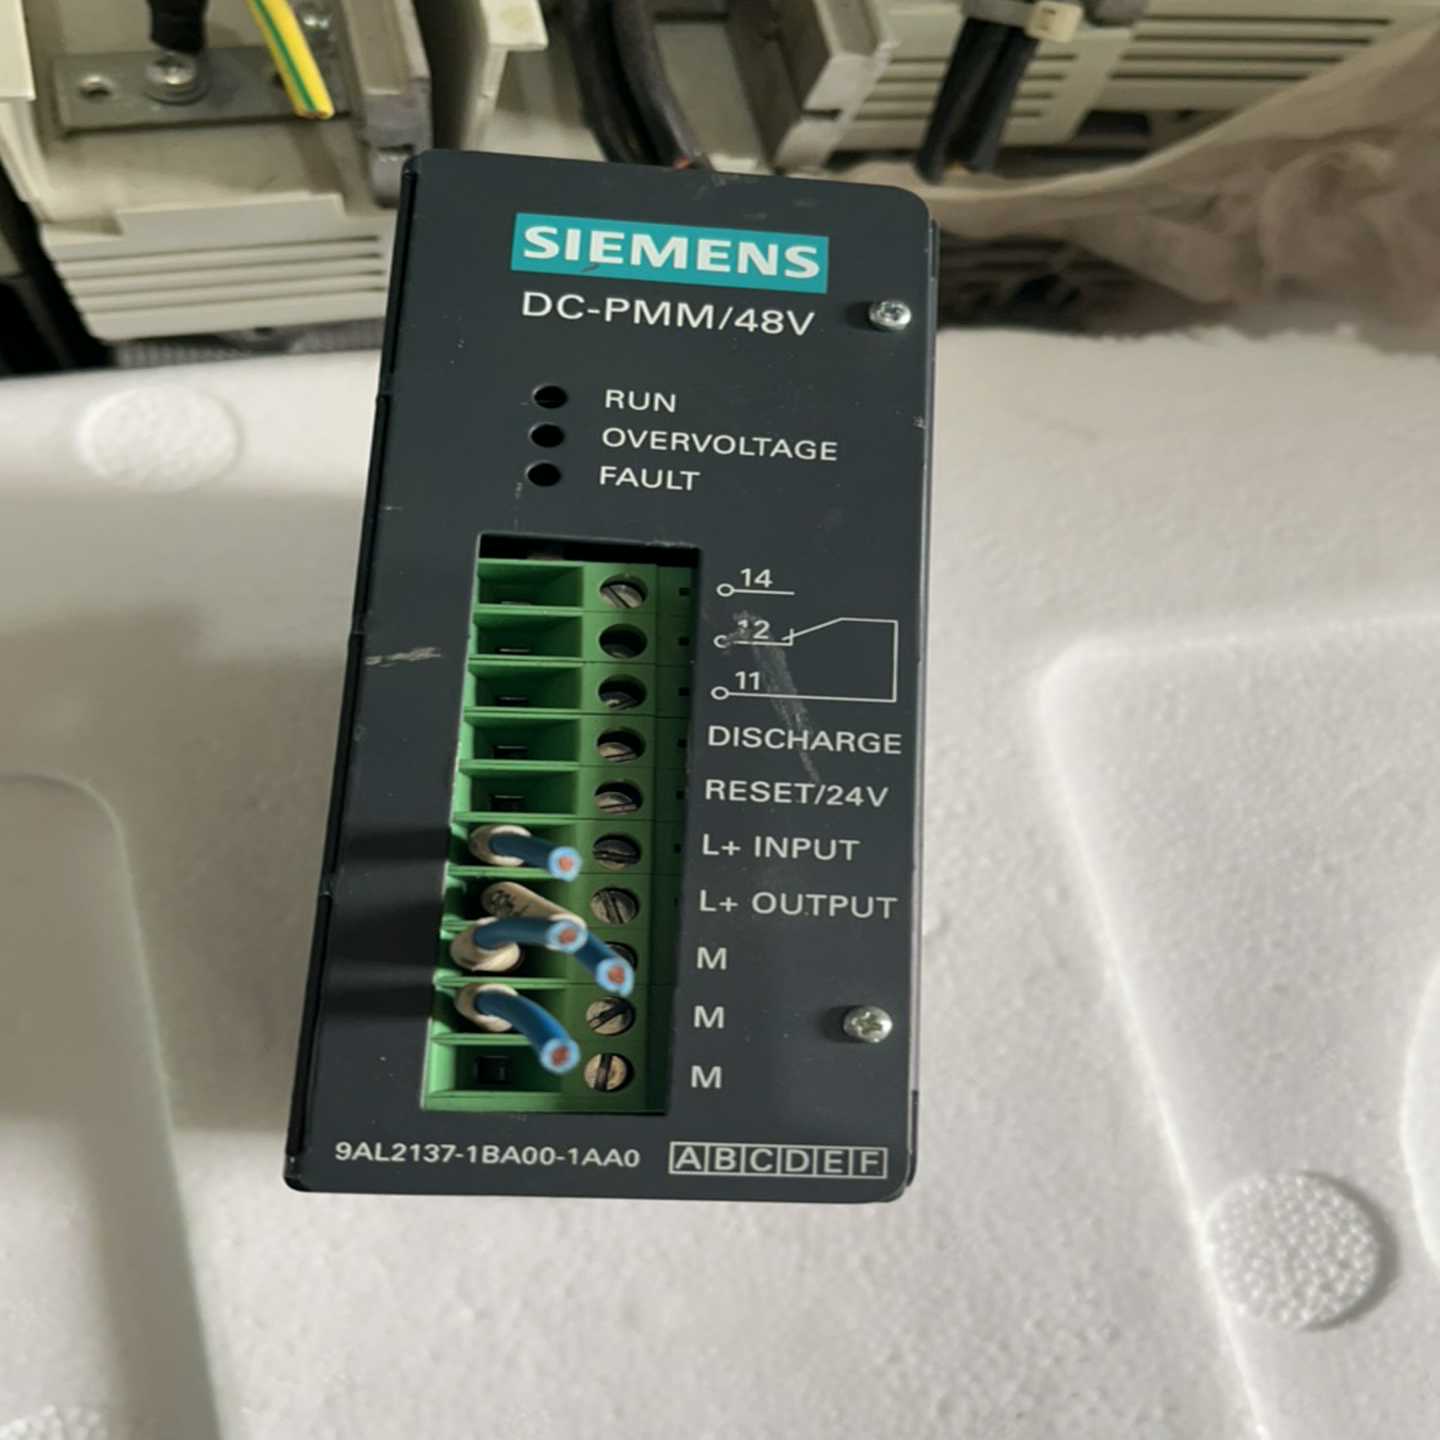 SIEMENS
DC-PMM/48V
RUN
OVERVOLTAGE
FAULT
14
12
11
DISCHARGE
RESET/24V
L+ INPUT
L+ OUTPUT
M
M
M
9AL2137-1BA00-1AA0 ABCDEF